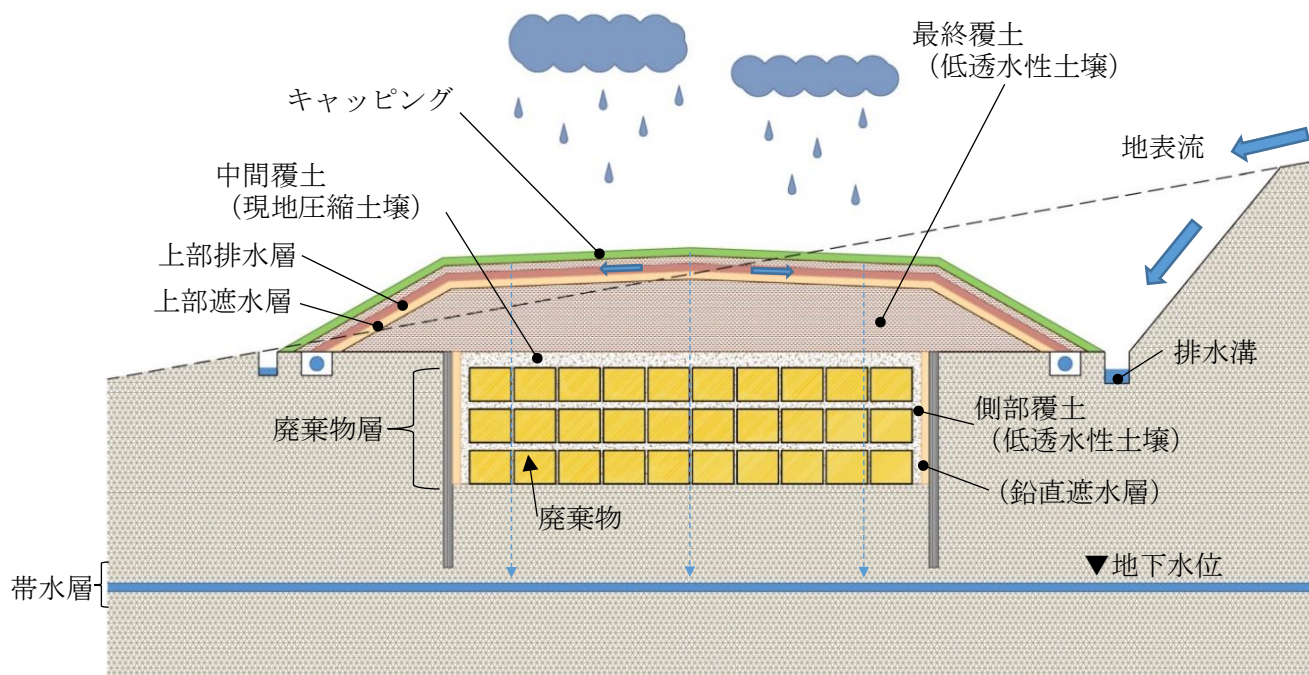 最終覆土
（低透水性土壌）
キャッピング
地表流
中間覆土
（現地圧縮土壌）
上部排水層
上部遮水層
排水溝
側部覆土
（低透水性土壌）
廃棄物層
（鉛直遮水層）
廃棄物
▼地下水位
帯水層